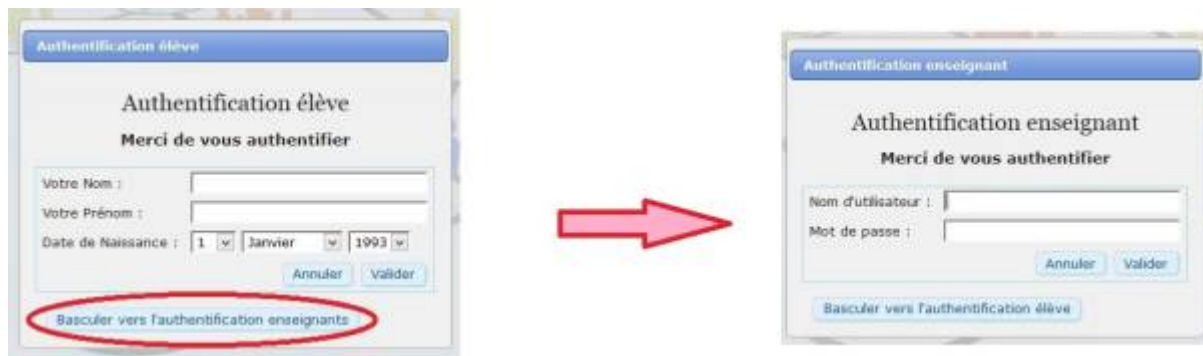 Authentification élève
Authentification élève
Merci de vous authentifier
Votre Nom :
Votre Prénom :
Date de Naissance : 1 Janvier 1993
Annuler Valider
Basculer vers l'authentification enseignants
Authentification enseignant
Authentification enseignant
Merci de vous authentifier
Nom d'utilisateur :
Mot de passe :
Annuler Valider
Basculer vers l'authentification élève